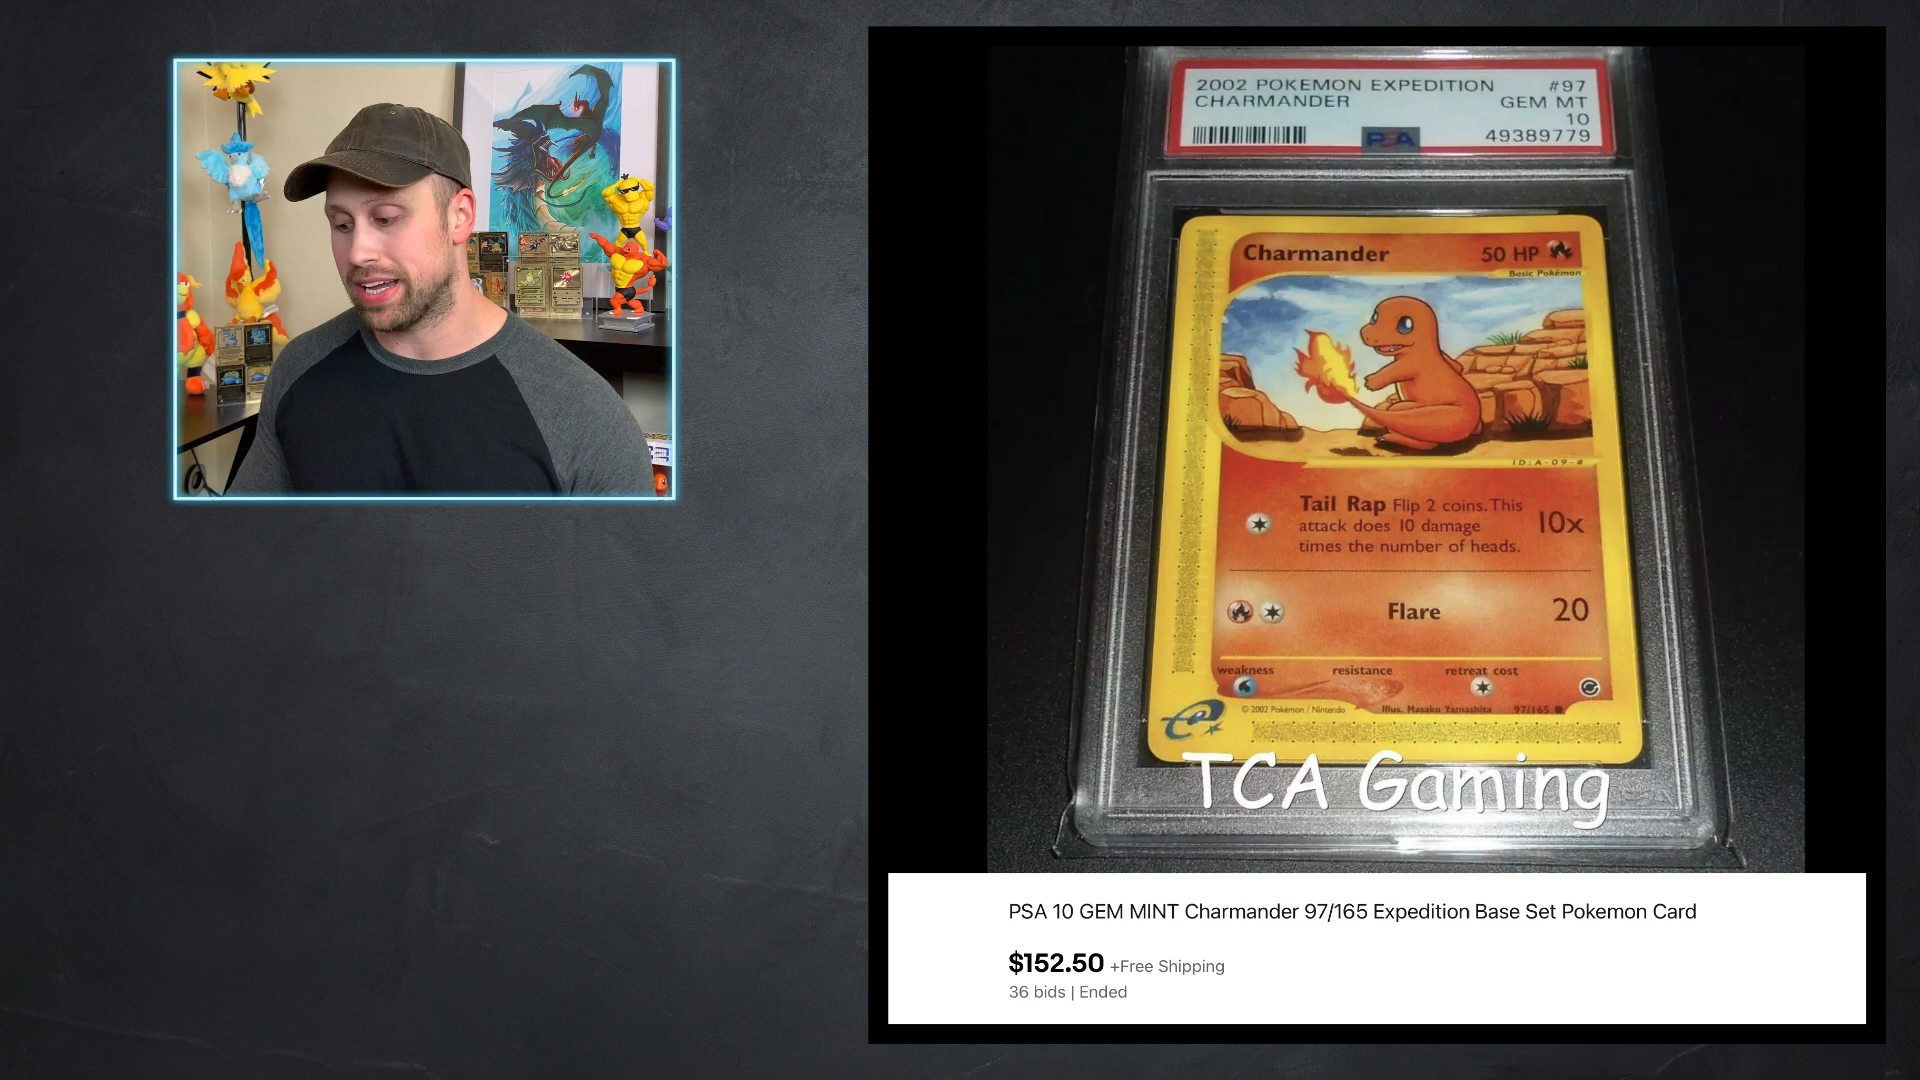 2002 POKEMON EXPEDITION #97
CHARMANDER GEM MT
10
PSA 49389779
Charmander 50 HP
Basic Pokémon
ID:A-09-#
Tail Rap Flip 2 coins. This
attack does 10 damage
times the number of heads.
10x
Flare 20
weakness resistance retreat cost
© 2002 Pokémon / Nintendo Illus. Masako Yamashita 97/165
e
TCA Gaming
PSA 10 GEM MINT Charmander 97/165 Expedition Base Set Pokemon Card
$152.50 +Free Shipping
36 bids | Ended